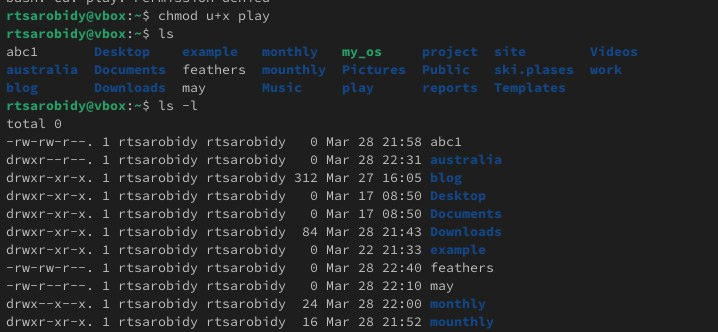 bash: cd: play: Permission denied
rtsarobidy@vbox:~$ chmod u+x play
rtsarobidy@vbox:~$ ls
abc1 Desktop example monthly my_os project site Videos
australia Documents feathers mounthly Pictures Public ski.plases work
blog Downloads may Music play reports Templates
rtsarobidy@vbox:~$ ls -l
total 0
-rw-rw-r--. 1 rtsarobidy rtsarobidy 0 Mar 28 21:58 abc1
drwxr--r--. 1 rtsarobidy rtsarobidy 0 Mar 28 22:31 australia
drwxr-xr-x. 1 rtsarobidy rtsarobidy 312 Mar 27 16:05 blog
drwxr-xr-x. 1 rtsarobidy rtsarobidy 0 Mar 17 08:50 Desktop
drwxr-xr-x. 1 rtsarobidy rtsarobidy 0 Mar 17 08:50 Documents
drwxr-xr-x. 1 rtsarobidy rtsarobidy 84 Mar 28 21:43 Downloads
drwxr-xr-x. 1 rtsarobidy rtsarobidy 0 Mar 22 21:33 example
-rw-rw-r--. 1 rtsarobidy rtsarobidy 0 Mar 28 22:40 feathers
-rw-r--r--. 1 rtsarobidy rtsarobidy 0 Mar 28 22:10 may
drwx--x--x. 1 rtsarobidy rtsarobidy 24 Mar 28 22:00 monthly
drwxr-xr-x. 1 rtsarobidy rtsarobidy 16 Mar 28 21:52 mounthly